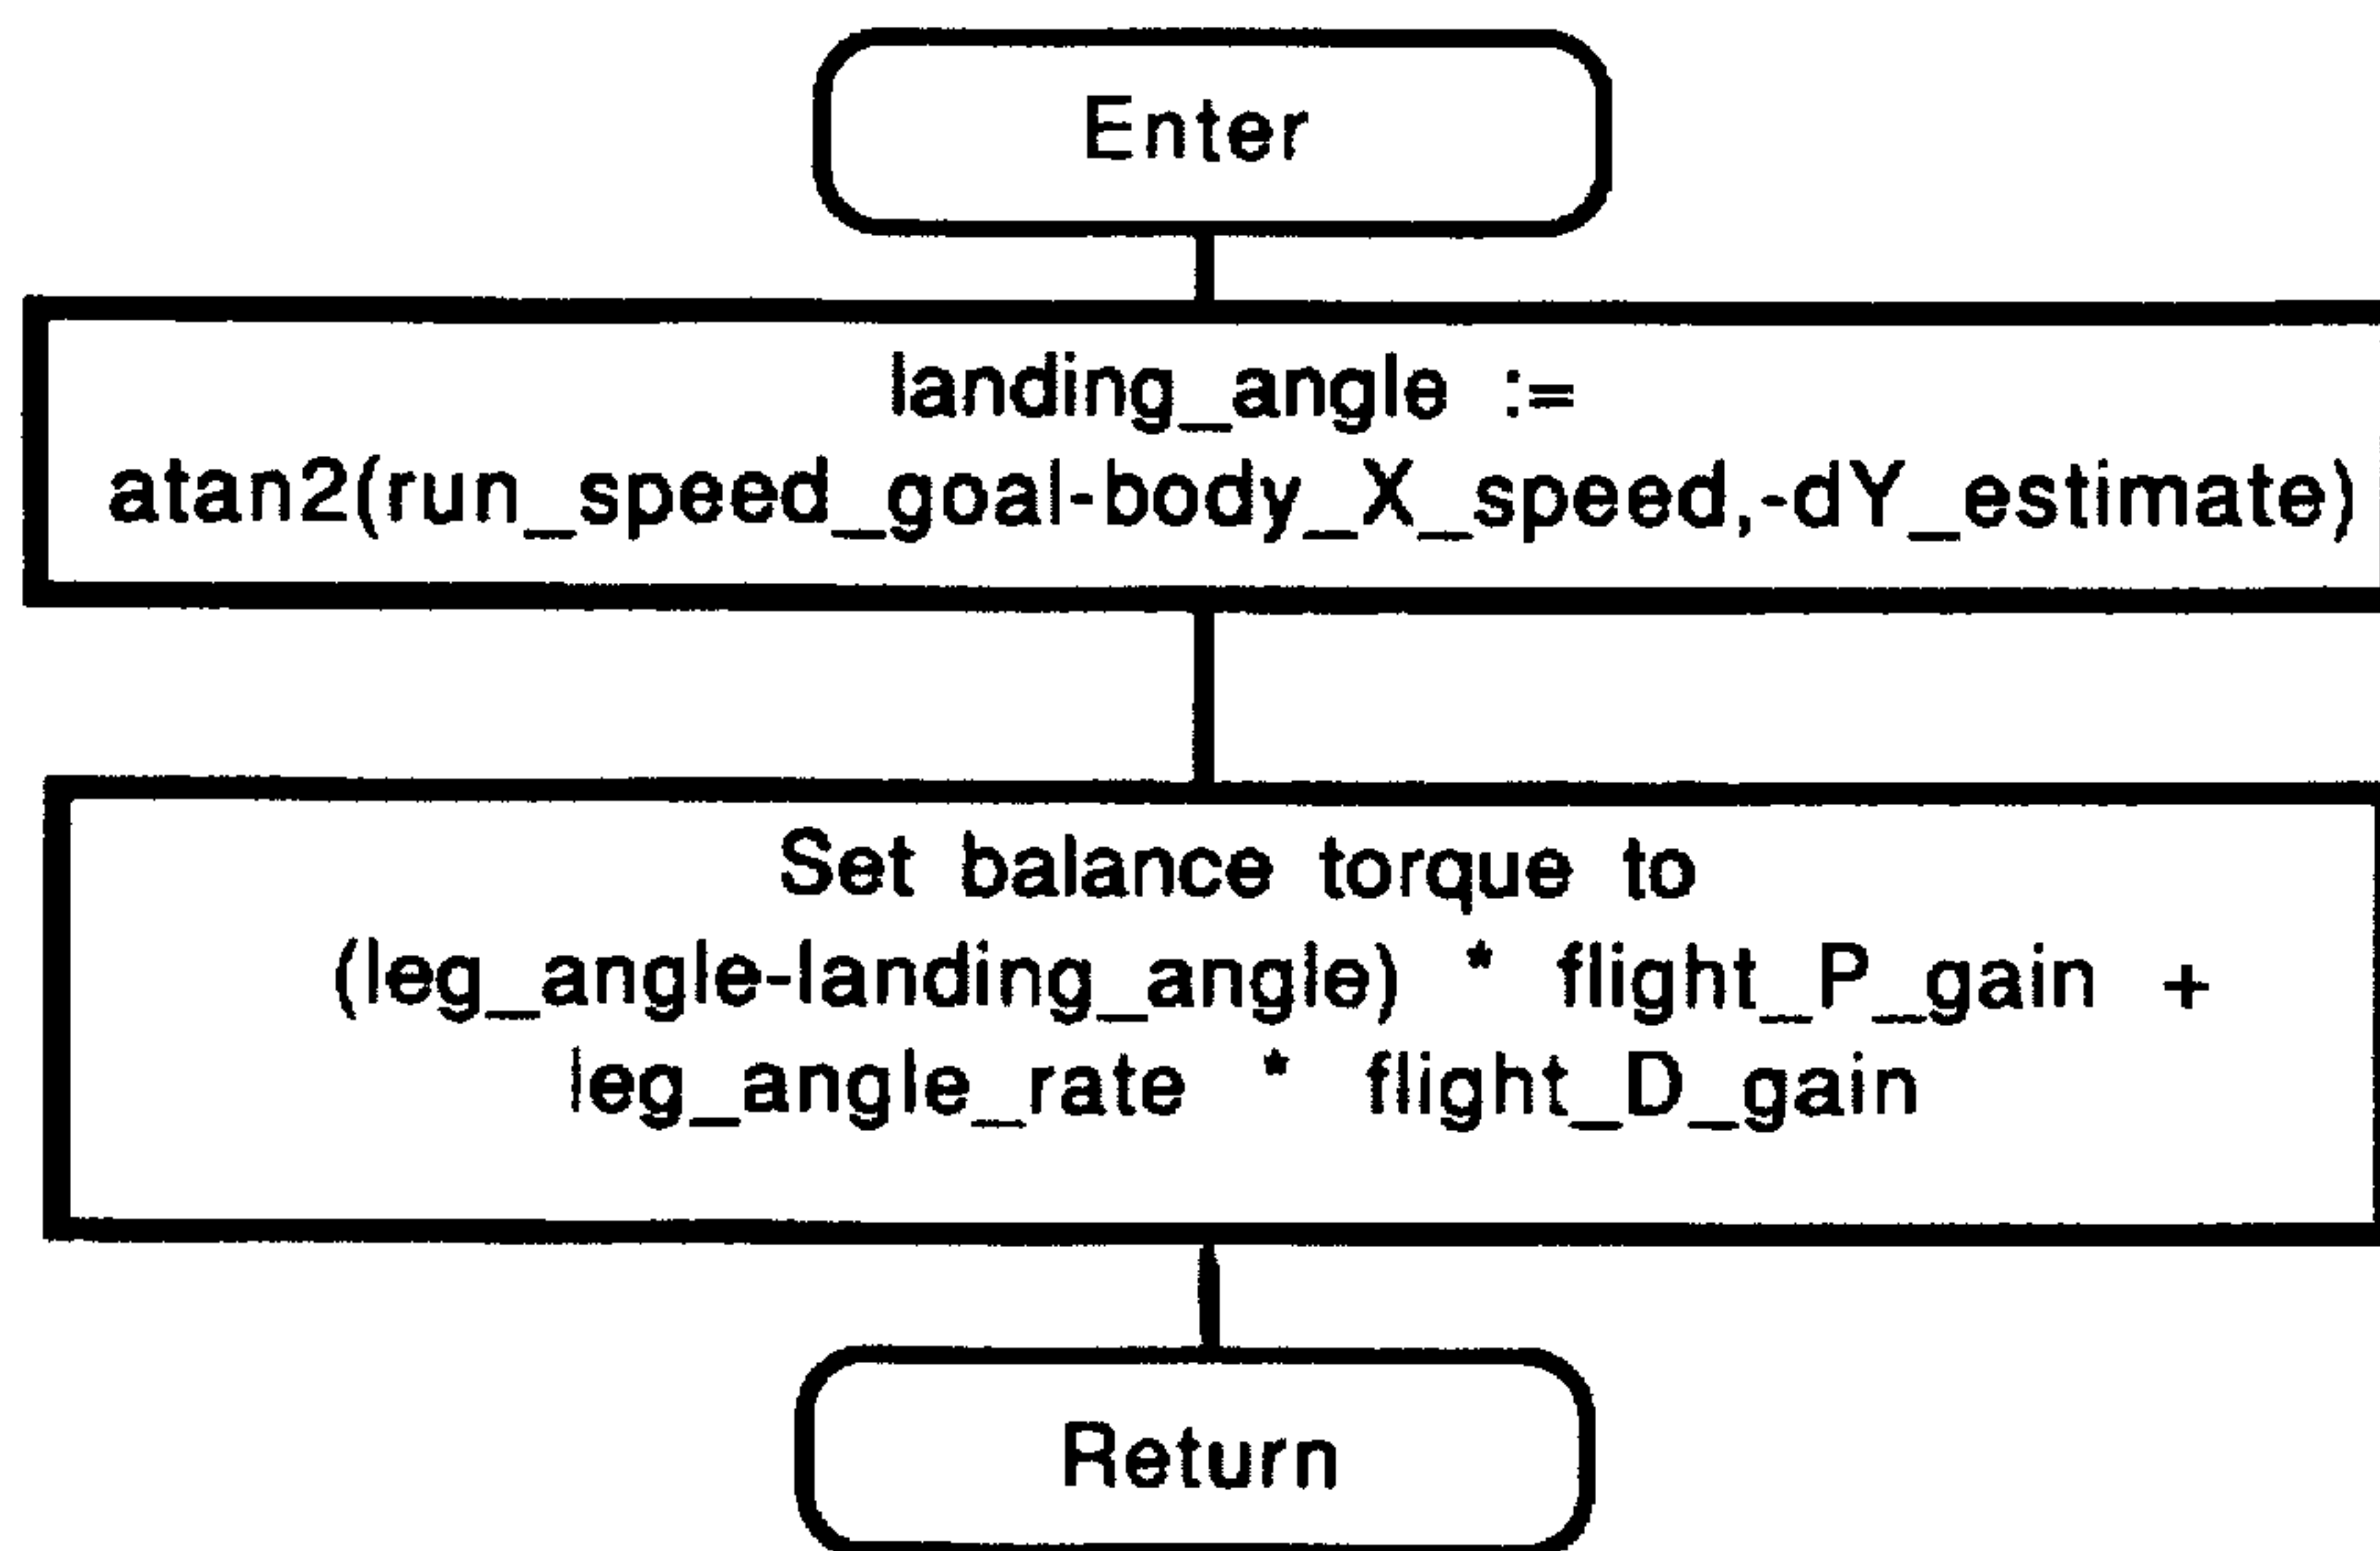 Enter
landing_angle :=
atan2(run_speed_goal-body_X_speed,-dY_estimate)
Set balance torque to
(leg_angle-landing_angle) * flight_P_gain +
leg_angle_rate * flight_D_gain
Return